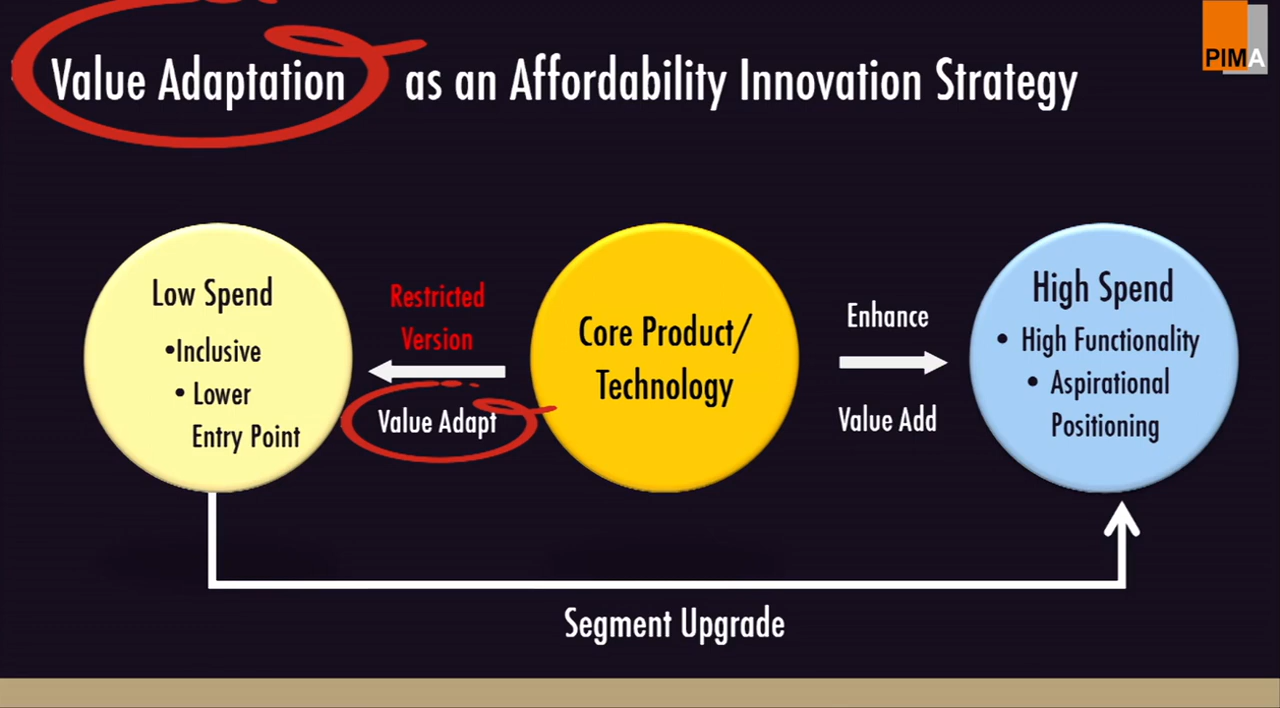 Value Adaptation as an Affordability Innovation Strategy
PIMA
Low Spend
•Inclusive
• Lower
Entry Point
Restricted
Version
Value Adapt
Core Product/
Technology
Enhance
Value Add
High Spend
• High Functionality
• Aspirational
Positioning
Segment Upgrade